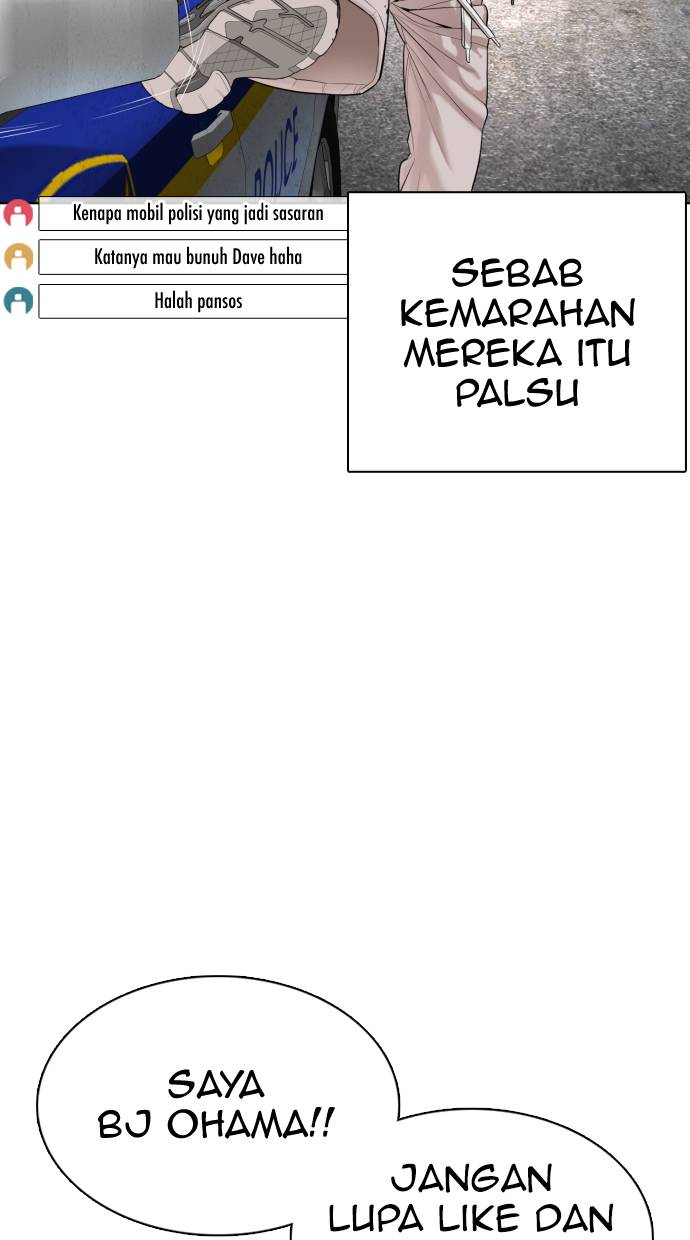 POLICE
Kenapa mobil polisi yang jadi sasaran
Katanya mau bunuh Dave haha
Halah pansos
SEBAB
KEMARAHAN
MEREKA ITU
PALSU
SAYA
BJ OHAMA!!
JANGAN
LUPA LIKE DAN